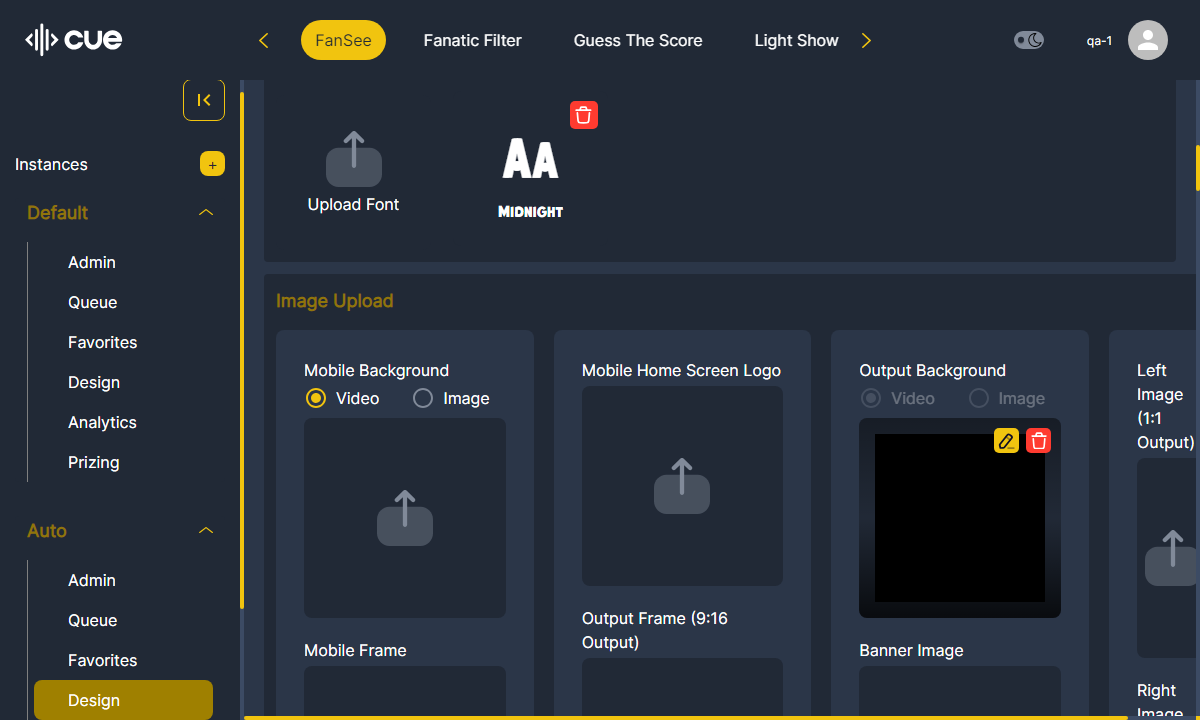 cue
FanSee
Fanatic Filter
Guess The Score
Light Show
qa-1
Instances
+
Default
Admin
Queue
Favorites
Design
Analytics
Prizing
Auto
Admin
Queue
Favorites
Design
Upload Font
AA
MIDNIGHT
Image Upload
Mobile Background
Video
Image
Mobile Frame
Mobile Home Screen Logo
Output Frame (9:16
Output)
Output Background
Video
Image
Banner Image
Left
Image
(1:1
Output)
Right
Image